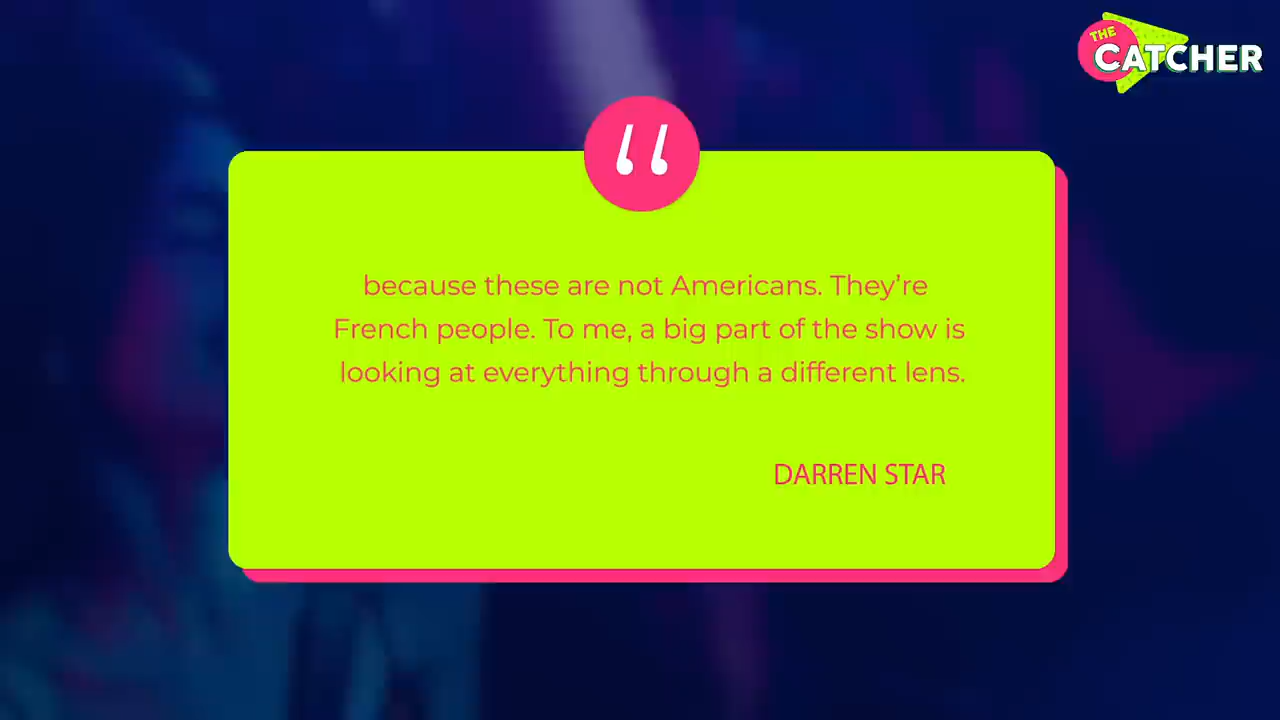 THE
CATCHER
because these are not Americans. They’re
French people. To me, a big part of the show is
looking at everything through a different lens.
DARREN STAR